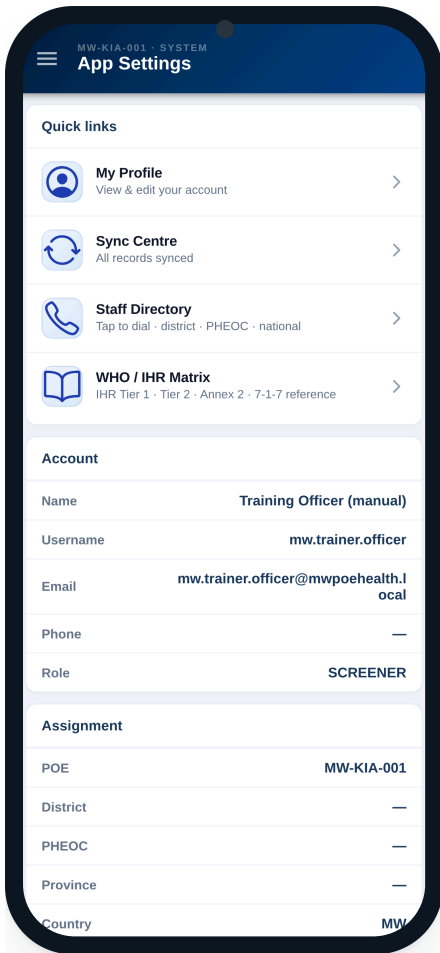 MW-KIA-001 · SYSTEM
App Settings
Quick links
My Profile
View & edit your account
Sync Centre
All records synced
Staff Directory
Tap to dial · district · PHEOC · national
WHO / IHR Matrix
IHR Tier 1 · Tier 2 · Annex 2 · 7-1-7 reference
Account
Name Training Officer (manual)
Username mw.trainer.officer
Email mw.trainer.officer@mwpoehealth.l
ocal
Phone —
Role SCREENER
Assignment
POE MW-KIA-001
District —
PHEOC —
Province —
Country MW